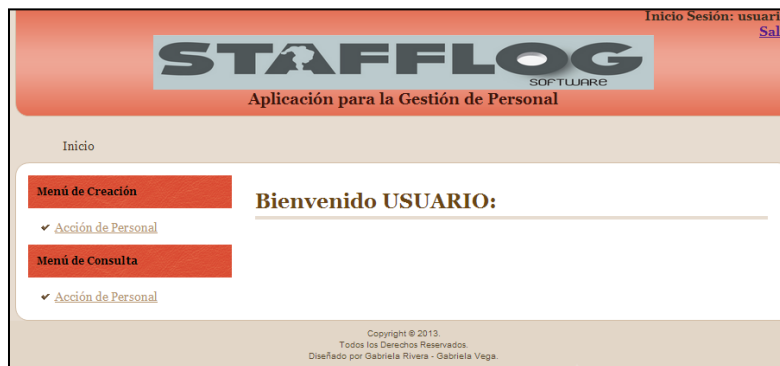 Inicio Sesión: usuari
Sal
STAFFLOG
SOFTWARE
Aplicación para la Gestión de Personal
Inicio
Menú de Creación
Acción de Personal
Menú de Consulta
Acción de Personal
Bienvenido USUARIO:
Copyright © 2013.
Todos los Derechos Reservados.
Diseñado por Gabriela Rivera - Gabriela Vega.